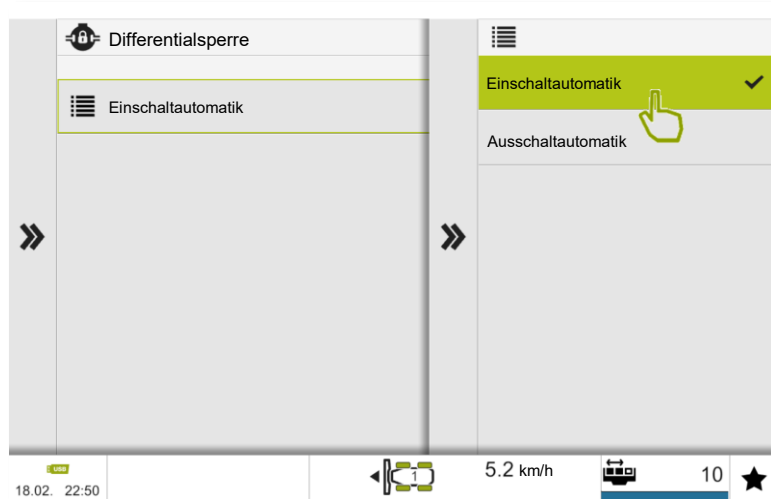 Differentialsperre
Einschaltautomatik
Einschaltautomatik
Ausschaltautomatik
USB
18.02. 22:50
1
5.2 km/h
10